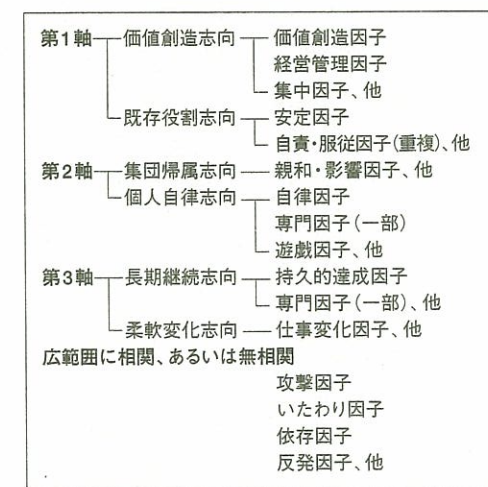 第1軸 価値創造志向 価値創造因子
経営管理因子
集中因子、他
既存役割志向 安定因子
自責・服従因子(重複)、他
第2軸 集団帰属志向 親和・影響因子、他
個人自律志向 自律因子
専門因子(一部)
遊戯因子、他
第3軸 長期継続志向 持久的達成因子
専門因子(一部)、他
柔軟変化志向 仕事変化因子、他
広範囲に相関、あるいは無相関
攻撃因子
いたわり因子
依存因子
反発因子、他